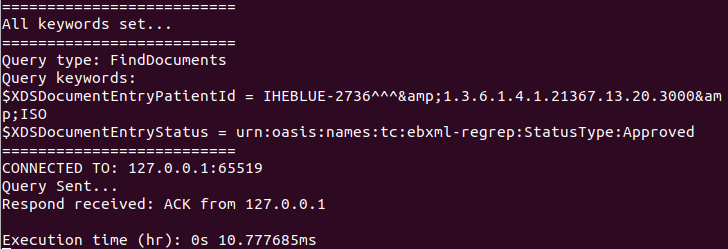 ==========================
All keywords set...
==========================
Query type: FindDocuments
Query keywords:
$XDSDocumentEntryPatientId = IHEBLUE-2736^^^&amp;1.3.6.1.4.1.21367.13.20.3000&am
p;ISO
$XDSDocumentEntryStatus = urn:oasis:names:tc:ebxml-regrep:StatusType:Approved
==========================
CONNECTED TO: 127.0.0.1:65519
Query Sent...
Respond received: ACK from 127.0.0.1
Execution time (hr): 0s 10.777685ms